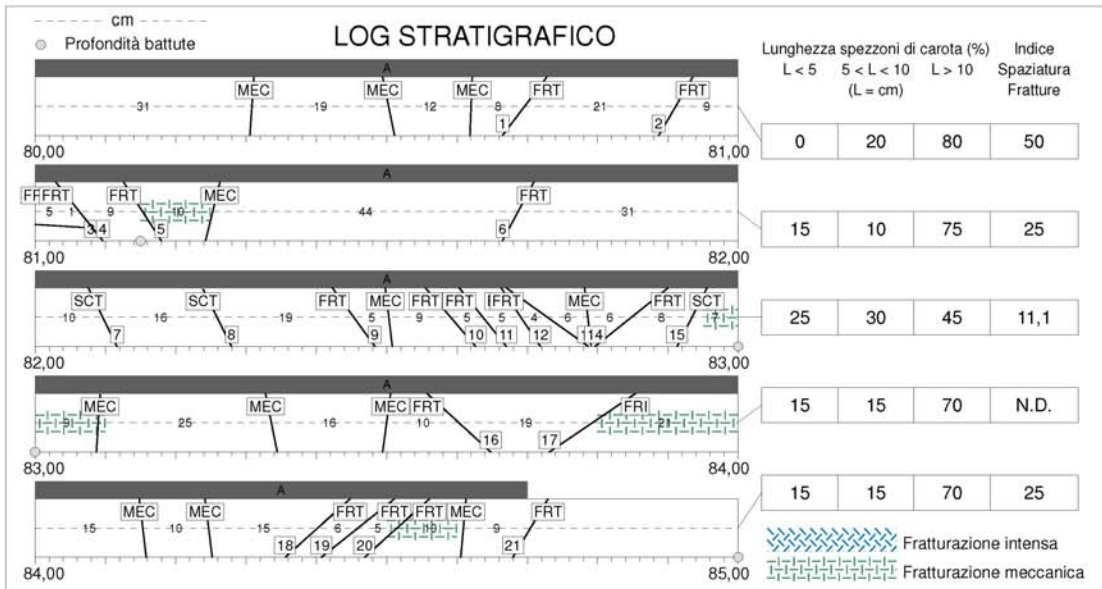 cm
Profondità battute
LOG STRATIGRAFICO
Lunghezza spezzoni di carota (%)
L < 5
5 < L < 10
L > 10
(L = cm)
Indice
Spaziatura
Fratture
A
MEC MEC MEC FRT FRT
31 19 12 8 21 9
1 2
80,00 81,00
0 20 80 50
A
FRT FRT MEC FRT
5 1 9 10 44 31
3 4 5 6
81,00 82,00
15 10 75 25
A
SCT SCT FRT MEC FRT FRT FRT MEC FRT SCT
10 16 19 5 9 5 5 4 6 6 8 7
7 8 9 10 11 12 114 15
82,00 83,00
25 30 45 11,1
A
MEC MEC MEC FRT FRI
9 25 16 10 19 21
16 17
83,00 84,00
15 15 70 N.D.
A
MEC MEC FRT FRT FRT MEC FRT
15 10 15 6 5 10 9
18 19 20 21
84,00 85,00
15 15 70 25
Fratturazione intensa
Fratturazione meccanica